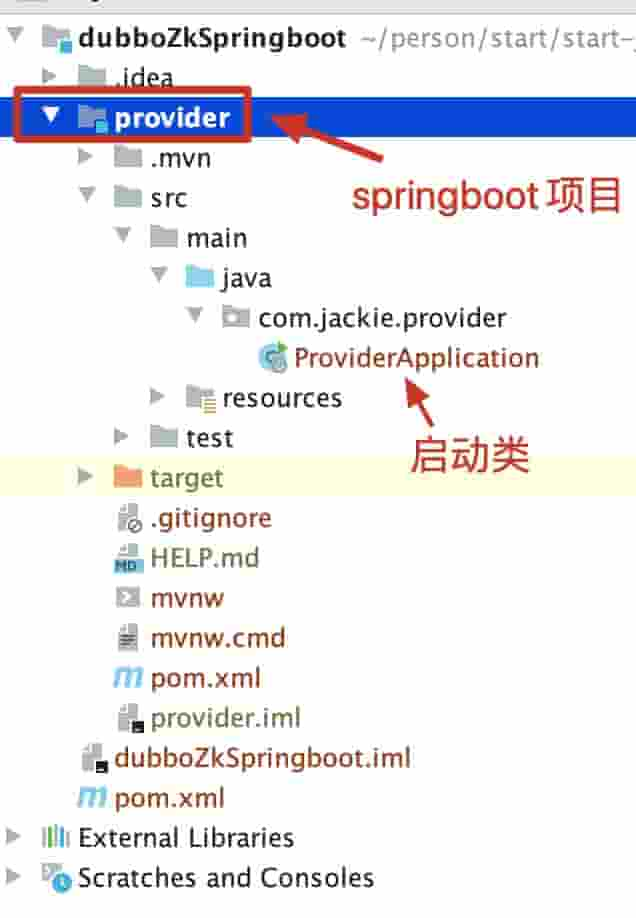 dubboZkSpringboot ~/person/start/start-
.idea
provider
.mvn
springboot 项目
src
main
java
com.jackie.provider
ProviderApplication
resources
启动类
test
target
.gitignore
MD HELP.md
mvnw
mvnw.cmd
m pom.xml
provider.iml
dubboZkSpringboot.iml
m pom.xml
External Libraries
Scratches and Consoles